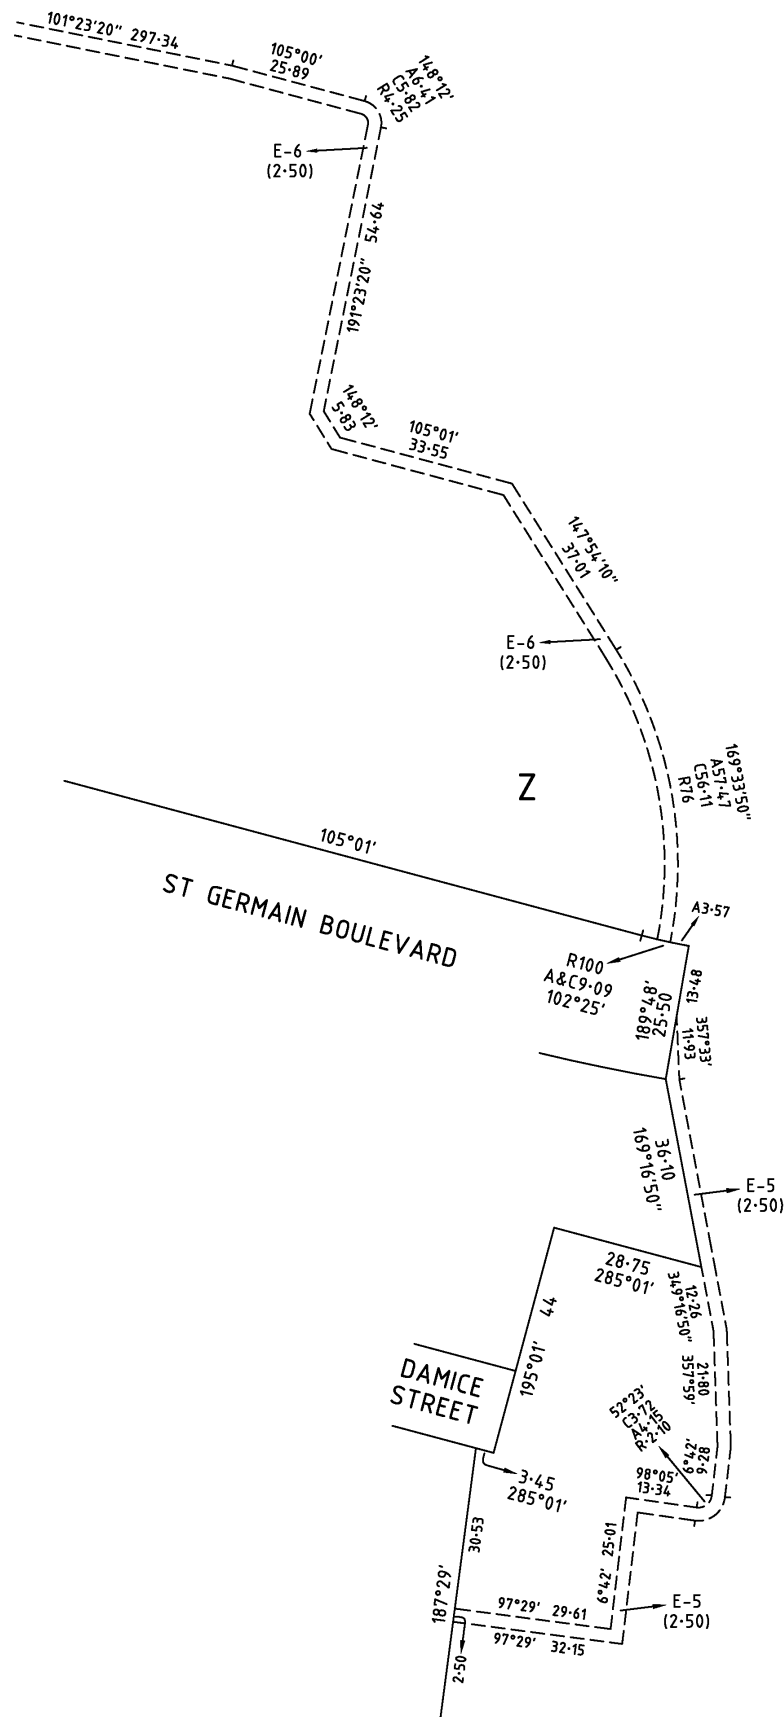 101°23'20" 297·34
105°00'
25·89
148°12'
A6·41
C5·82
R4·25
E-6
(2·50)
54·64
191°23'20"
148°12'
5·83
105°01'
33·55
147°54'10"
37·01
E-6
(2·50)
169°33'50"
A57·47
C56·11
R76
Z
105°01'
ST GERMAIN BOULEVARD
A3·57
R100
A&C9·09
102°25'
189°48'
25·50
13·48
357°33'
11·93
36·10
169°16'50"
E-5
(2·50)
28·75
285°01'
12·26
349°16'50"
195°01' 44
21·80
357°59'
DAMICE
STREET
52°23'
C3·72
A4·15
R·2·10
6°42'
9·28
3·45
285°01'
98°05'
13·34
30·53
6°42' 25·01
187°29'
97°29' 29·61
97°29' 32·15
E-5
(2·50)
2·50